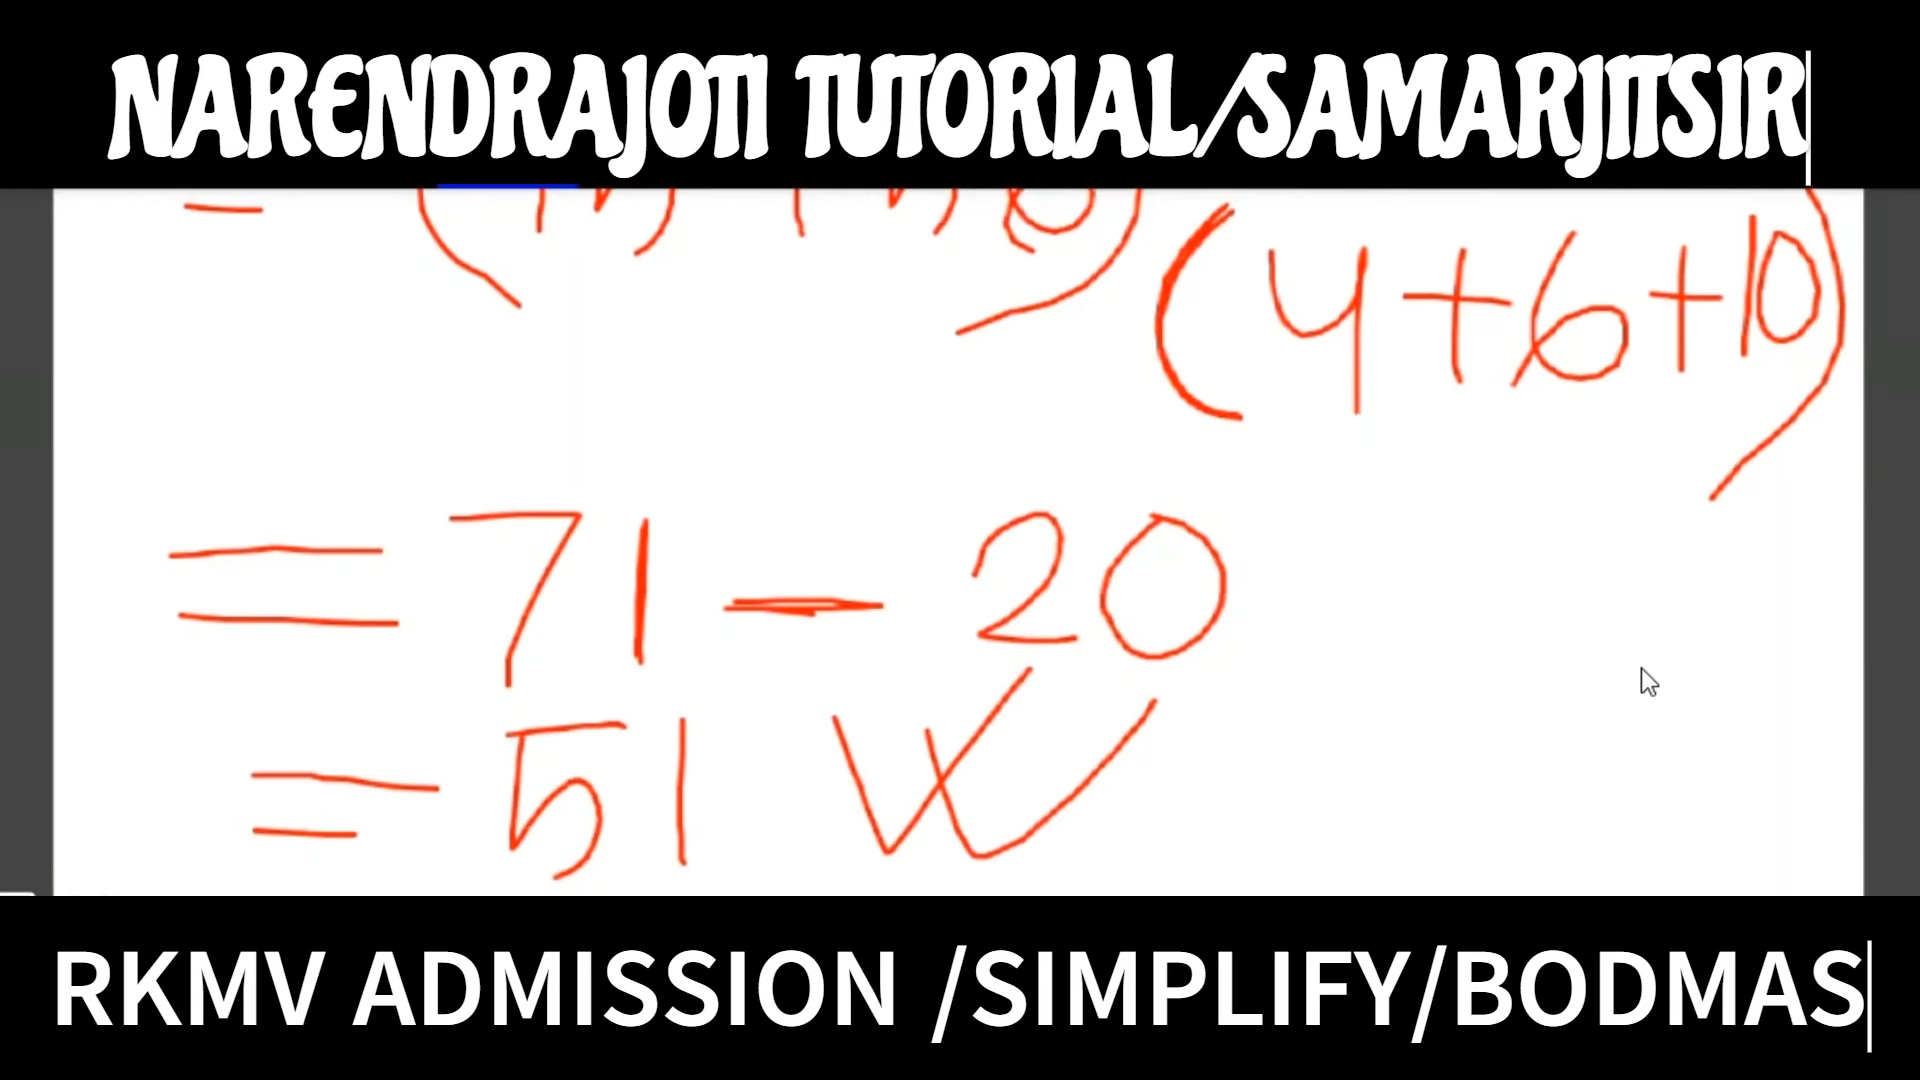 NARENDRAJOTI TUTORIAL/SAMARJITSIR
(4+6+10)
= 71 - 20
= 51
RKMV ADMISSION /SIMPLIFY/BODMAS